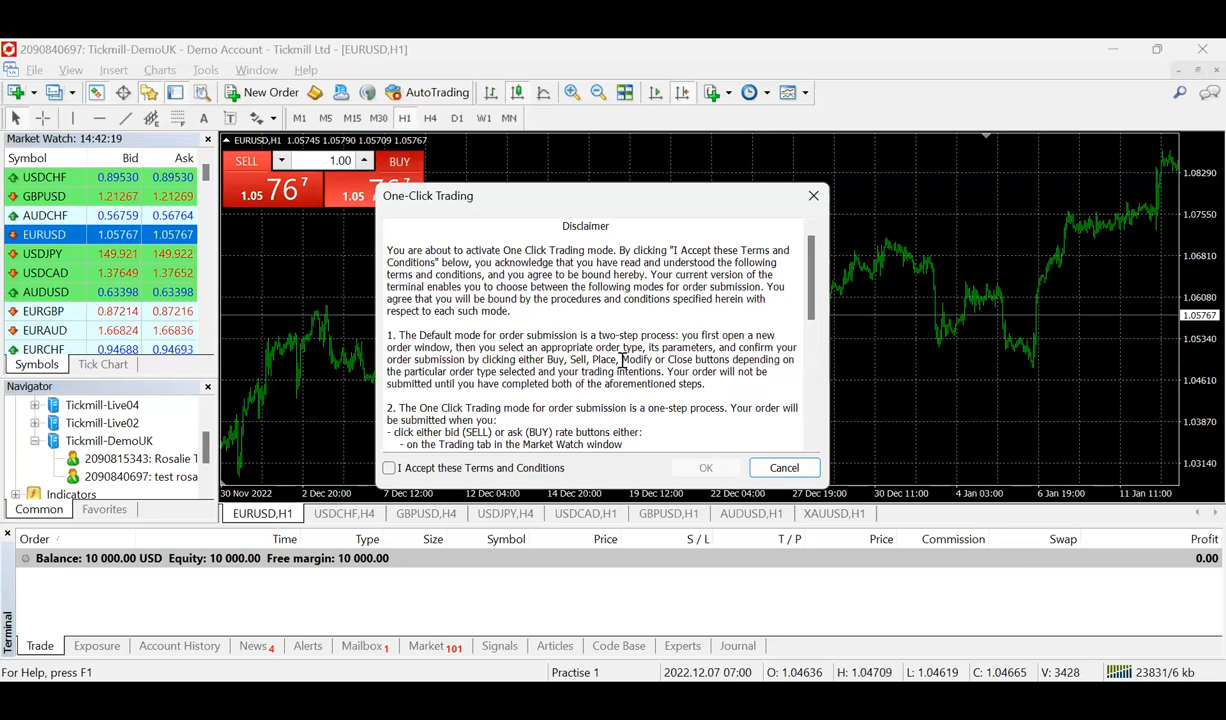 2090840697: Tickmill-DemoUK - Demo Account - Tickmill Ltd - [EURUSD,H1]
File View Insert Charts Tools Window Help
New Order AutoTrading
M1 M5 M15 M30 H1 H4 D1 W1 MN
Market Watch: 14:42:19
Symbol Bid Ask
USDCHF 0.89530 0.89530
GBPUSD 1.21267 1.21269
AUDCHF 0.56759 0.56764
EURUSD 1.05767 1.05767
USDJPY 149.921 149.922
USDCAD 1.37649 1.37652
AUDUSD 0.63398 0.63398
EURGBP 0.87214 0.87216
EURAUD 1.66824 1.66836
EURCHF 0.94688 0.94693
Symbols Tick Chart
Navigator
Tickmill-Live04
Tickmill-Live02
Tickmill-DemoUK
2090815343: Rosalie T
2090840697: test rosa
Indicators
Common Favorites
EURUSD,H1 1.05745 1.05790 1.05709 1.05767
SELL 1.00 BUY
1.05 76 7 1.05
One-Click Trading
Disclaimer
You are about to activate One Click Trading mode. By clicking "I Accept these Terms and
Conditions" below, you acknowledge that you have read and understood the following
terms and conditions, and you agree to be bound hereby. Your current version of the
terminal enables you to choose between the following modes for order submission. You
agree that you will be bound by the procedures and conditions specified herein with
respect to each such mode.
1. The Default mode for order submission is a two-step process: you first open a new
order window, then you select an appropriate order type, its parameters, and confirm your
order submission by clicking either Buy, Sell, Place, Modify or Close buttons depending on
the particular order type selected and your trading intentions. Your order will not be
submitted until you have completed both of the aforementioned steps.
2. The One Click Trading mode for order submission is a one-step process. Your order will
be submitted when you:
- click either bid (SELL) or ask (BUY) rate buttons either:
- on the Trading tab in the Market Watch window
I Accept these Terms and Conditions OK Cancel
1.08290
1.07550
1.06810
1.06080
1.05767
1.05340
1.04610
1.03870
1.03140
30 Nov 2022 2 Dec 20:00 7 Dec 12:00 12 Dec 04:00 14 Dec 20:00 19 Dec 12:00 22 Dec 04:00 27 Dec 19:00 30 Dec 11:00 4 Jan 03:00 6 Jan 19:00 11 Jan 11:00
EURUSD,H1 USDCHF,H4 GBPUSD,H4 USDJPY,H4 USDCAD,H1 GBPUSD,H1 AUDUSD,H1 XAUUSD,H1
Order / Time Type Size Symbol Price S / L T / P Price Commission Swap Profit
Balance: 10 000.00 USD Equity: 10 000.00 Free margin: 10 000.00 0.00
Terminal
Trade Exposure Account History News 4 Alerts Mailbox 1 Market 101 Signals Articles Code Base Experts Journal
For Help, press F1 Practise 1 2022.12.07 07:00 O: 1.04636 H: 1.04709 L: 1.04619 C: 1.04665 V: 3428 23831/6 kb